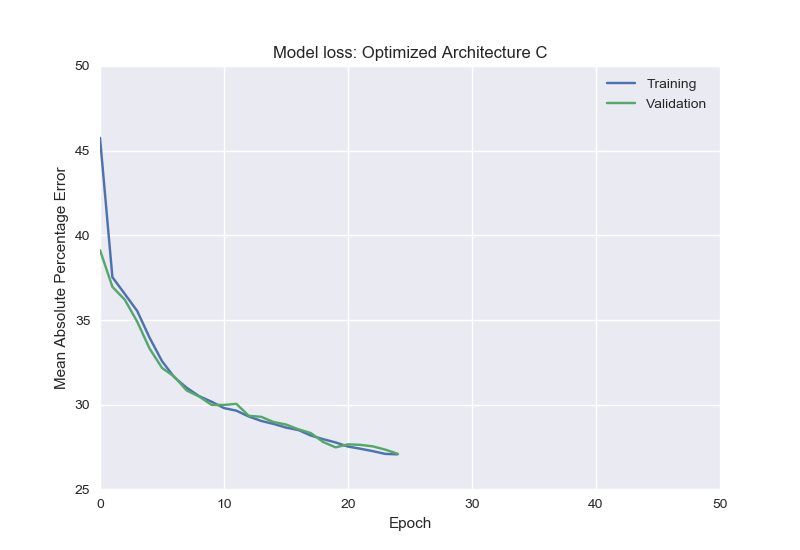 Model loss: Optimized Architecture C
50
45
40
35
30
25
Mean Absolute Percentage Error
Training
Validation
0
10
20
30
40
50
Epoch